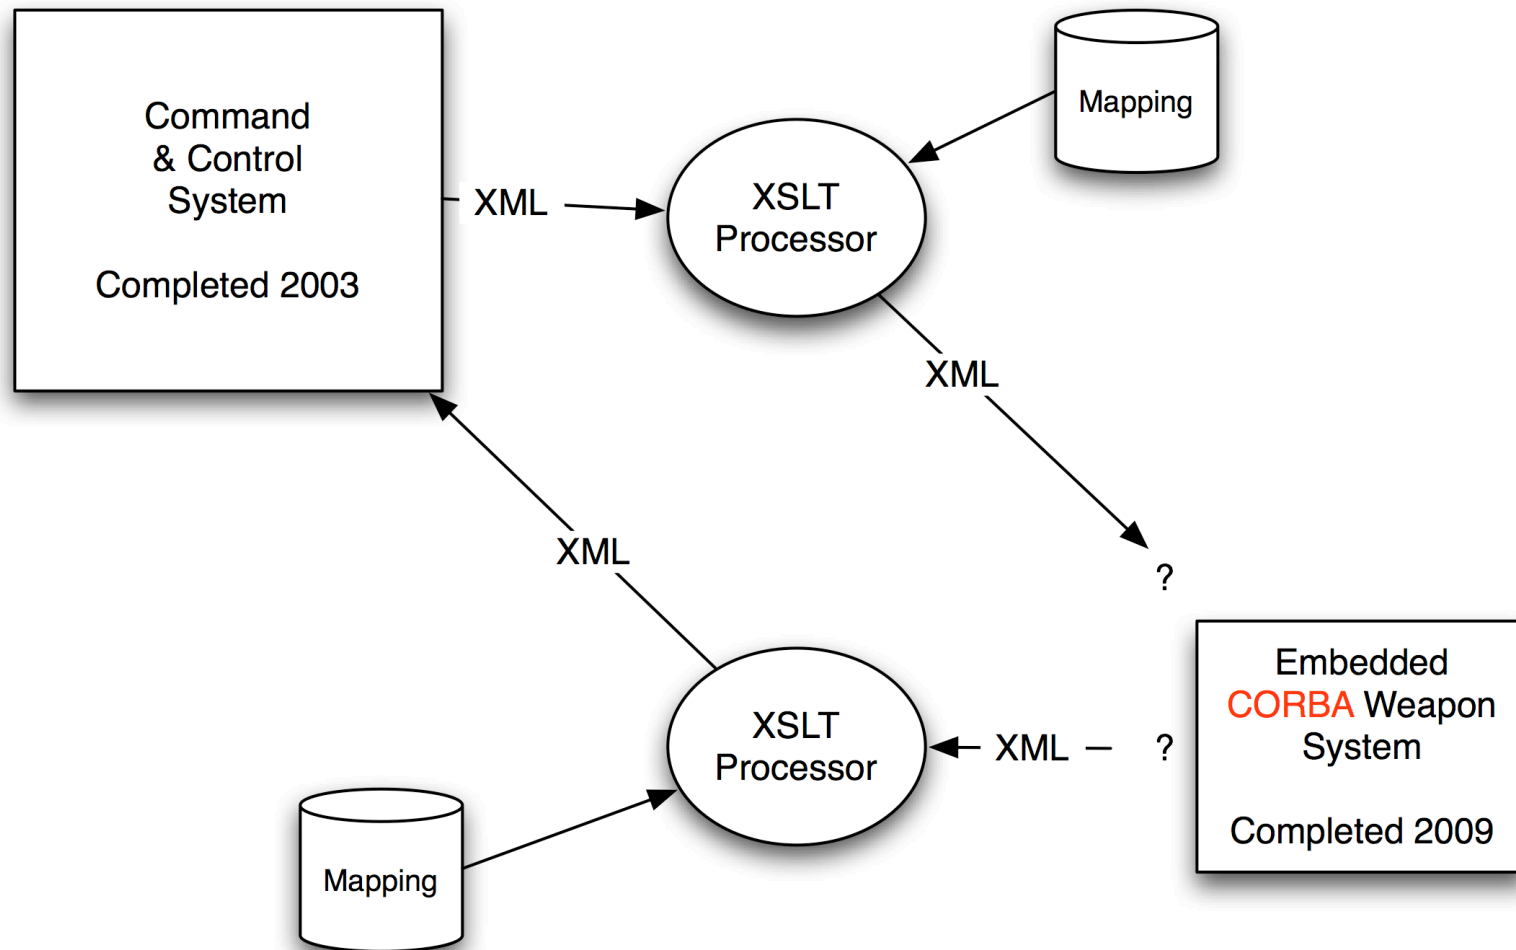 Command
& Control
System
Completed 2003
XML
XSLT
Processor
Mapping
XML
XML
?
Embedded
CORBA Weapon
System
Completed 2009
XSLT
Processor
XML
?
Mapping